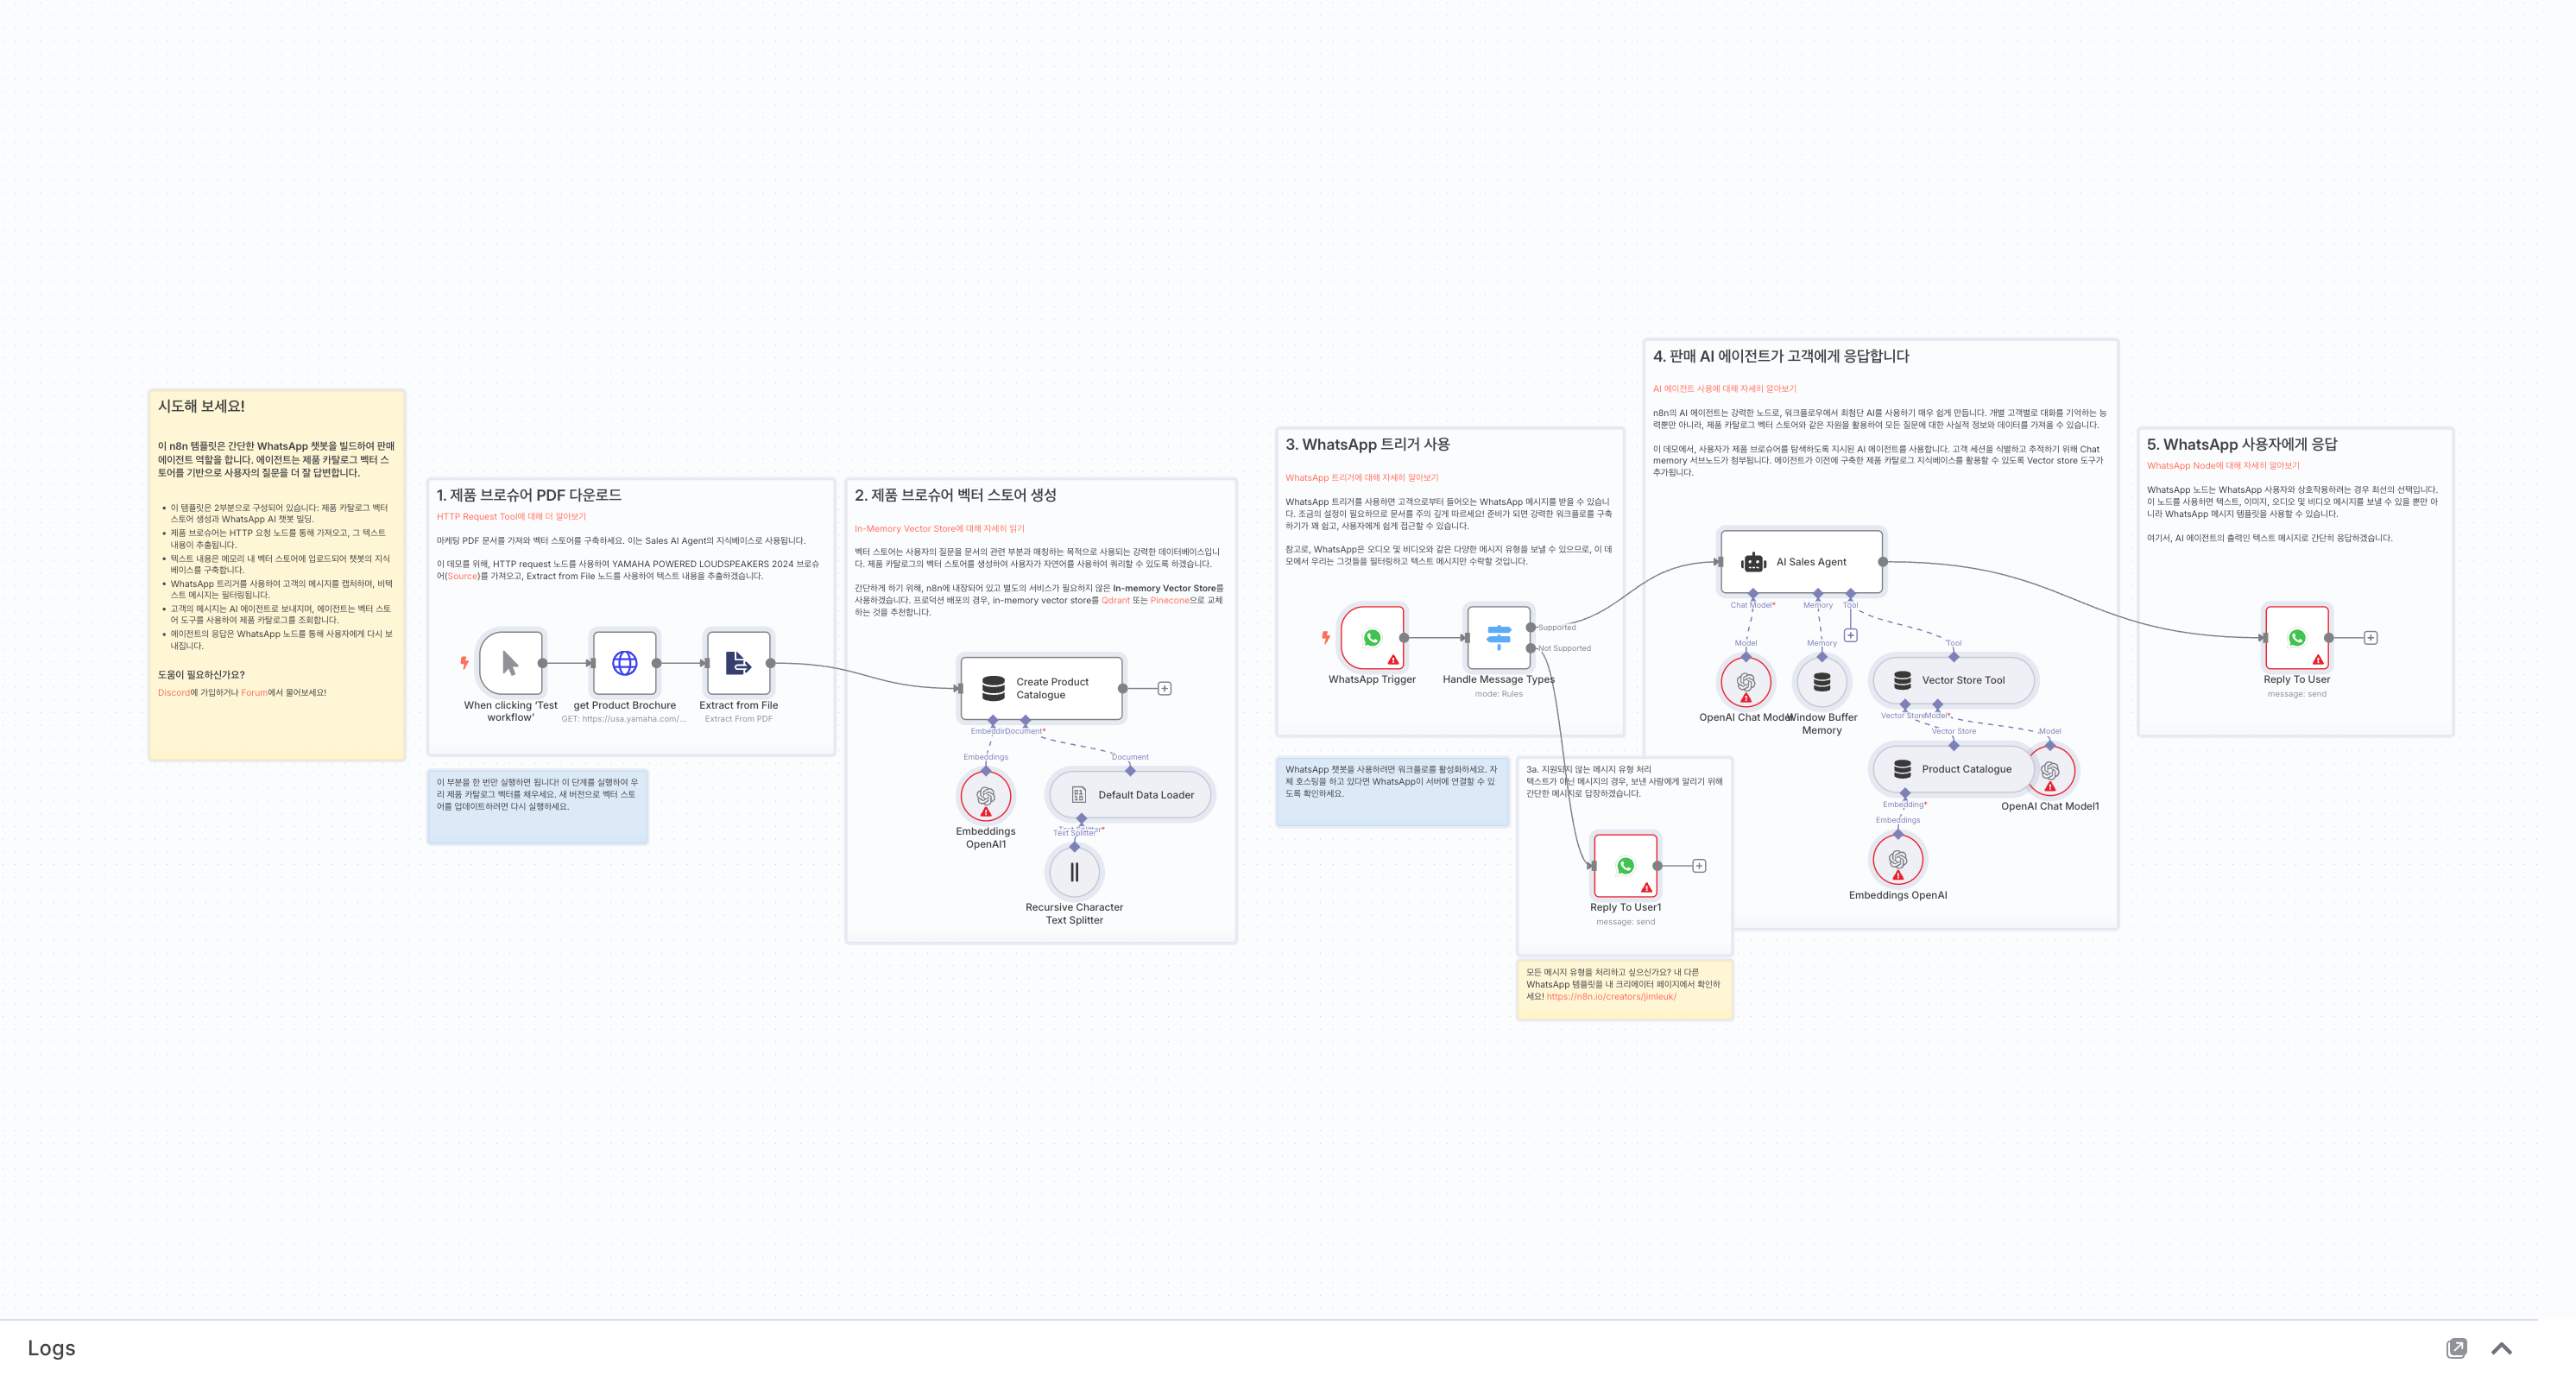 시도해 보세요!
이 n8n 템플릿은 간단한 WhatsApp 챗봇을 빌드하여 판매
에이전트 역할을 합니다. 에이전트는 제품 카탈로그 벡터 스
토어를 기반으로 사용자의 질문을 더 잘 답변합니다.
• 이 템플릿은 2부분으로 구성되어 있습니다: 제품 카탈로그 벡터
스토어 생성과 WhatsApp AI 챗봇 빌딩.
• 제품 브로슈어는 HTTP 요청 노드를 통해 가져오고, 그 텍스트
내용이 추출됩니다.
• 텍스트 내용은 메모리 내 벡터 스토어에 업로드되어 챗봇의 지식
베이스를 구축합니다.
• WhatsApp 트리거를 사용하여 고객의 메시지를 캡처하며, 비텍
스트 메시지는 필터링됩니다.
• 고객의 메시지는 AI 에이전트로 보내지며, 에이전트는 벡터 스토
어 도구를 사용하여 제품 카탈로그를 조회합니다.
• 에이전트의 응답은 WhatsApp 노드를 통해 사용자에게 다시 보
내집니다.
도움이 필요하신가요?
Discord에 가입하거나 Forum에서 물어보세요!
1. 제품 브로슈어 PDF 다운로드
HTTP Request Tool에 대해 더 알아보기
마케팅 PDF 문서를 가져와 벡터 스토어를 구축하세요. 이는 Sales AI Agent의 지식베이스로 사용됩니다.
이 데모를 위해, HTTP request 노드를 사용하여 YAMAHA POWERED LOUDSPEAKERS 2024 브로슈
어(Source)를 가져오고, Extract from File 노드를 사용하여 텍스트 내용을 추출하겠습니다.
When clicking ‘Test
workflow’
get Product Brochure
GET: https://usa.yamaha.com/...
Extract from File
Extract From PDF
이 부분을 한 번만 실행하면 됩니다! 이 단계를 실행하여 우
리 제품 카탈로그 벡터를 채우세요. 새 버전으로 벡터 스토
어를 업데이트하려면 다시 실행하세요.
2. 제품 브로슈어 벡터 스토어 생성
In-Memory Vector Store에 대해 자세히 읽기
벡터 스토어는 사용자의 질문을 문서의 관련 부분과 매칭하는 목적으로 사용되는 강력한 데이터베이스입니
다. 제품 카탈로그의 벡터 스토어를 생성하여 사용자가 자연어를 사용하여 쿼리할 수 있도록 하겠습니다.
간단하게 하기 위해, n8n에 내장되어 있고 별도의 서비스가 필요하지 않은 In-memory Vector Store를
사용하겠습니다. 프로덕션 배포의 경우, in-memory vector store를 Qdrant 또는 Pinecone으로 교체
하는 것을 추천합니다.
Create Product
Catalogue
Document*
Embeddings
Document
Embeddings
OpenAI1
Default Data Loader
Text Splitter
Recursive Character
Text Splitter
3. WhatsApp 트리거 사용
WhatsApp 트리거에 대해 자세히 알아보기
WhatsApp 트리거를 사용하면 고객으로부터 들어오는 WhatsApp 메시지를 받을 수 있습니
다. 조금의 설정이 필요하므로 문서를 주의 깊게 따르세요! 준비가 되면 강력한 워크플로를 구축
하기가 꽤 쉽고, 사용자에게 쉽게 접근할 수 있습니다.
참고로, WhatsApp은 오디오 및 비디오와 같은 다양한 메시지 유형을 보낼 수 있으므로, 이 데
모에서 우리는 그것들을 필터링하고 텍스트 메시지만 수락할 것입니다.
WhatsApp Trigger
Handle Message Types
mode: Rules
Supported
Not Supported
WhatsApp 챗봇을 사용하려면 워크플로를 활성화하세요. 자
체 호스팅을 하고 있다면 WhatsApp이 서버에 연결할 수 있
도록 확인하세요.
3a. 지원되지 않는 메시지 유형 처리
텍스트가 아닌 메시지의 경우, 보낸 사람에게 알리기 위해
간단한 메시지로 답장하겠습니다.
Reply To User1
message: send
모든 메시지 유형을 처리하고 싶으신가요? 내 다른
WhatsApp 템플릿을 내 크리에이터 페이지에서 확인하
세요! https://n8n.io/creators/jimleuk/
4. 판매 AI 에이전트가 고객에게 응답합니다
AI 에이전트 사용에 대해 자세히 알아보기
n8n의 AI 에이전트는 강력한 노드로, 워크플로우에서 최첨단 AI를 사용하기 매우 쉽게 만듭니다. 개별 고객별로 대화를 기억하는 능
력뿐만 아니라, 제품 카탈로그 벡터 스토어와 같은 자원을 활용하여 모든 질문에 대한 사실적 정보와 데이터를 가져올 수 있습니다.
이 데모에서, 사용자가 제품 브로슈어를 탐색하도록 지시된 AI 에이전트를 사용합니다. 고객 세션을 식별하고 추적하기 위해 Chat
memory 서브노드가 첨부됩니다. 에이전트가 이전에 구축한 제품 카탈로그 지식베이스를 활용할 수 있도록 Vector store 도구가
추가됩니다.
AI Sales Agent
Chat Model*
Memory
Tool
Model
Memory
Tool
OpenAI Chat Model
Window Buffer
Memory
Vector Store Tool
Vector Store
Model*
Vector Store
Model
Product Catalogue
OpenAI Chat Model1
Embedding*
Embeddings
Embeddings OpenAI
5. WhatsApp 사용자에게 응답
WhatsApp Node에 대해 자세히 알아보기
WhatsApp 노드는 WhatsApp 사용자와 상호작용하려는 경우 최선의 선택입니다.
이 노드를 사용하면 텍스트, 이미지, 오디오 및 비디오 메시지를 보낼 수 있을 뿐만 아
니라 WhatsApp 메시지 템플릿을 사용할 수 있습니다.
여기서, AI 에이전트의 출력인 텍스트 메시지로 간단히 응답하겠습니다.
Reply To User
message: send
Logs